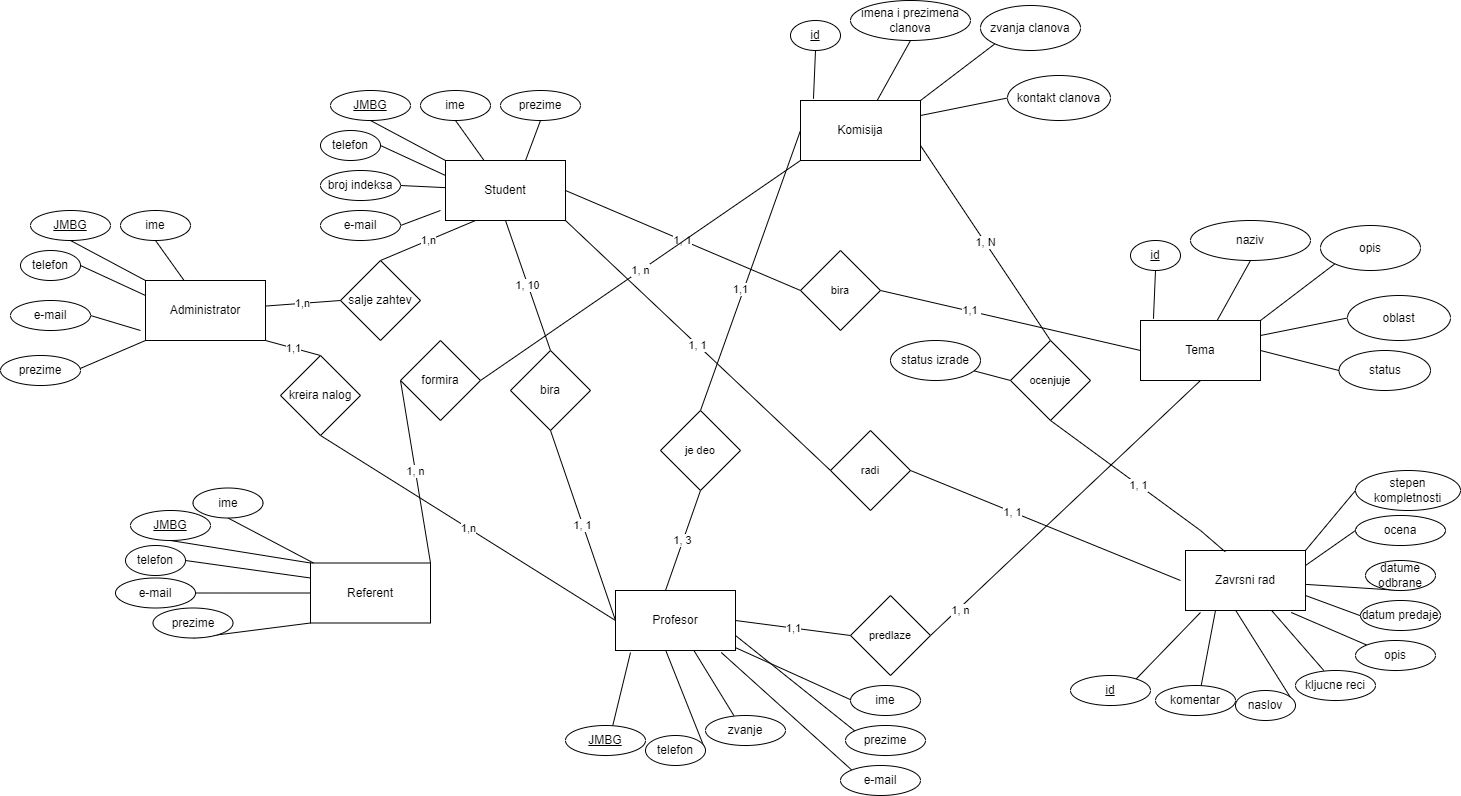 id
imena i prezimena
clanova
zvanja clanova
kontakt clanova
Komisija
JMBG
ime
prezime
telefon
broj indeksa
e-mail
Student
JMBG
ime
telefon
e-mail
prezime
Administrator
1,n
1,n
salje zahtev
1,1
kreira nalog
1,n
1, 10
bira
1, 1
1, n
formira
1, n
1, 1
bira
1,1
1,1
je deo
1, 3
1, N
status izrade
ocenjuje
1, 1
1, 1
radi
1, 1
id
naziv
opis
oblast
status
Tema
ime
JMBG
telefon
e-mail
prezime
Referent
Profesor
1,1
predlaze
1, n
JMBG
telefon
zvanje
ime
prezime
e-mail
Zavrsni rad
stepen
kompletnosti
ocena
datume
odbrane
datum predaje
opis
kljucne reci
naslov
komentar
id